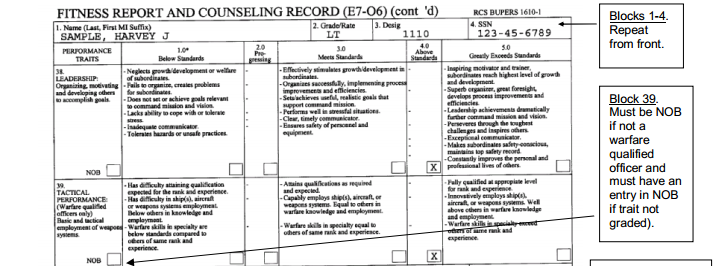 FITNESS REPORT AND COUNSELING RECORD (E7-O6) (cont 'd)
RCS BUPERS 1610-1
1. Name (Last, First MI Suffix)
SAMPLE, HARVEY J
2. Grade/Rate
LT
3. Desig
1110
4. SSN
123-45-6789
PERFORMANCE
TRAITS
1.0*
Below Standards
2.0
Pro-
gressing
3.0
Meets Standards
4.0
Above
Standards
5.0
Greatly Exceeds Standards
38.
LEADERSHIP:
Organizing, motivating
and developing others
to accomplish goals.
NOB
- Neglects growth/development or welfare
of subordinates.
- Fails to organize, creates problems
for subordinates.
- Does not set or achieve goals relevant
to command mission and vision.
- Lacks ability to cope with or tolerate
stress.
- Inadequate communicator.
- Tolerates hazards or unsafe practices.
- Effectively stimulates growth/development in
subordinates.
- Organizes successfully, implementing process
improvements and efficiencies.
- Sets/achieves useful, realistic goals that
support command mission.
- Performs well in stressful situations.
- Clear, timely communicator.
- Ensures safety of personnel and
equipment.
X
- Inspiring motivator and trainer,
subordinates reach highest level of growth
and development.
- Superb organizer, great foresight,
develops process improvements and
efficiencies.
- Leadership achievements dramatically
further command mission and vision.
- Perseveres through the toughest
challenges and inspires others.
- Exceptional communicator.
- Makes subordinates safety-conscious,
maintains top safety record.
- Constantly improves the personal and
professional lives of others.
39.
TACTICAL
PERFORMANCE:
(Warfare qualified
officers only)
Basic and tactical
employment of weapons
systems.
NOB
- Has difficulty attaining qualifications
expected for the rank and experience.
- Has difficulty in ship(s), aircraft
or weapons systems employment.
Below others in knowledge and
employment.
- Warfare skills in specialty are
below standards compared to
others of same rank and
experience.
- Attains qualifications as required
and expected.
- Capably employs ship(s), aircraft, or
weapons systems. Equal to others in
warfare knowledge and employment.
- Warfare skills in specialty equal to
others of same rank and experience.
X
- Fully qualified at appropriate level
for rank and experience.
- Innovatively employs ship(s),
aircraft, or weapons systems. Well
above others in warfare knowledge
and employment.
- Warfare skills in specialty exceed
others of same rank and
experience.
Blocks 1-4.
Repeat
from front.
Block 39.
Must be NOB
if not a
warfare
qualified
officer and
must have an
entry in NOB
if trait not
graded).